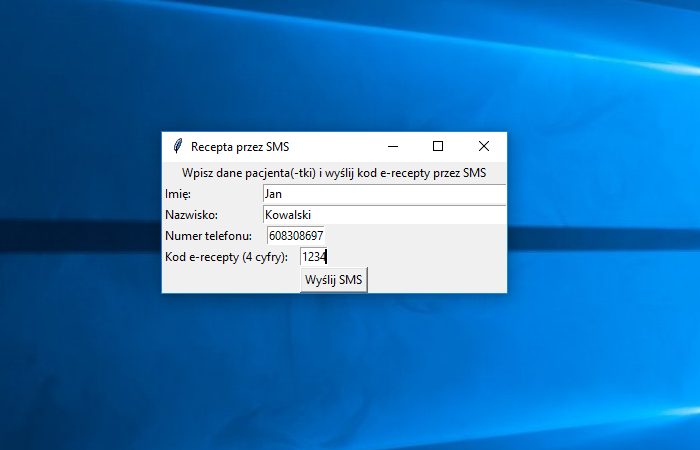 Recepta przez SMS
Wpisz dane pacjenta(-tki) i wyślij kod e-recepty przez SMS
Imię: Jan
Nazwisko: Kowalski
Numer telefonu: 608308697
Kod e-recepty (4 cyfry): 1234
Wyślij SMS